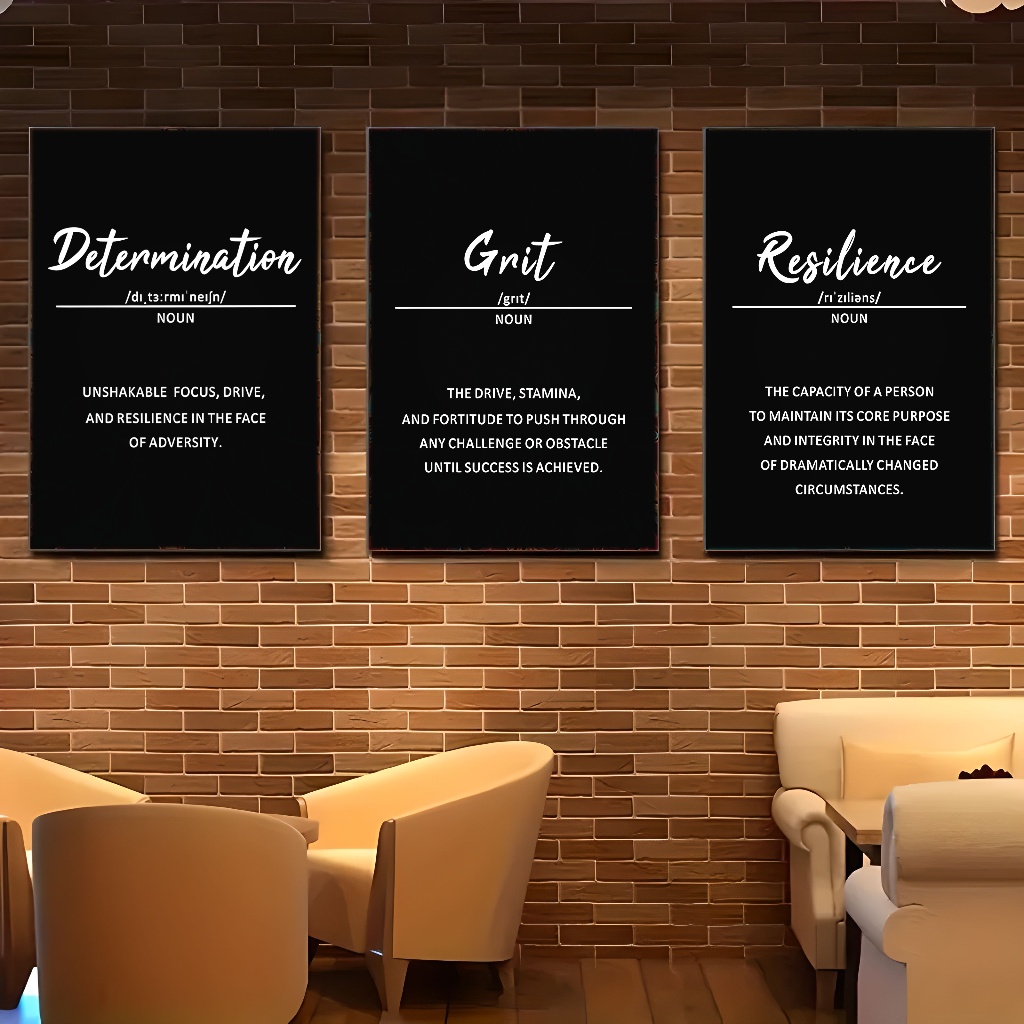 Determination
/dɪˌtɜːrmɪˈneɪʃn/
NOUN
UNSHAKABLE FOCUS, DRIVE,
AND RESILIENCE IN THE FACE
OF ADVERSITY.
Grit
/grɪt/
NOUN
THE DRIVE, STAMINA,
AND FORTITUDE TO PUSH THROUGH
ANY CHALLENGE OR OBSTACLE
UNTIL SUCCESS IS ACHIEVED.
Resilience
/rɪˈzɪliəns/
NOUN
THE CAPACITY OF A PERSON
TO MAINTAIN ITS CORE PURPOSE
AND INTEGRITY IN THE FACE
OF DRAMATICALLY CHANGED
CIRCUMSTANCES.